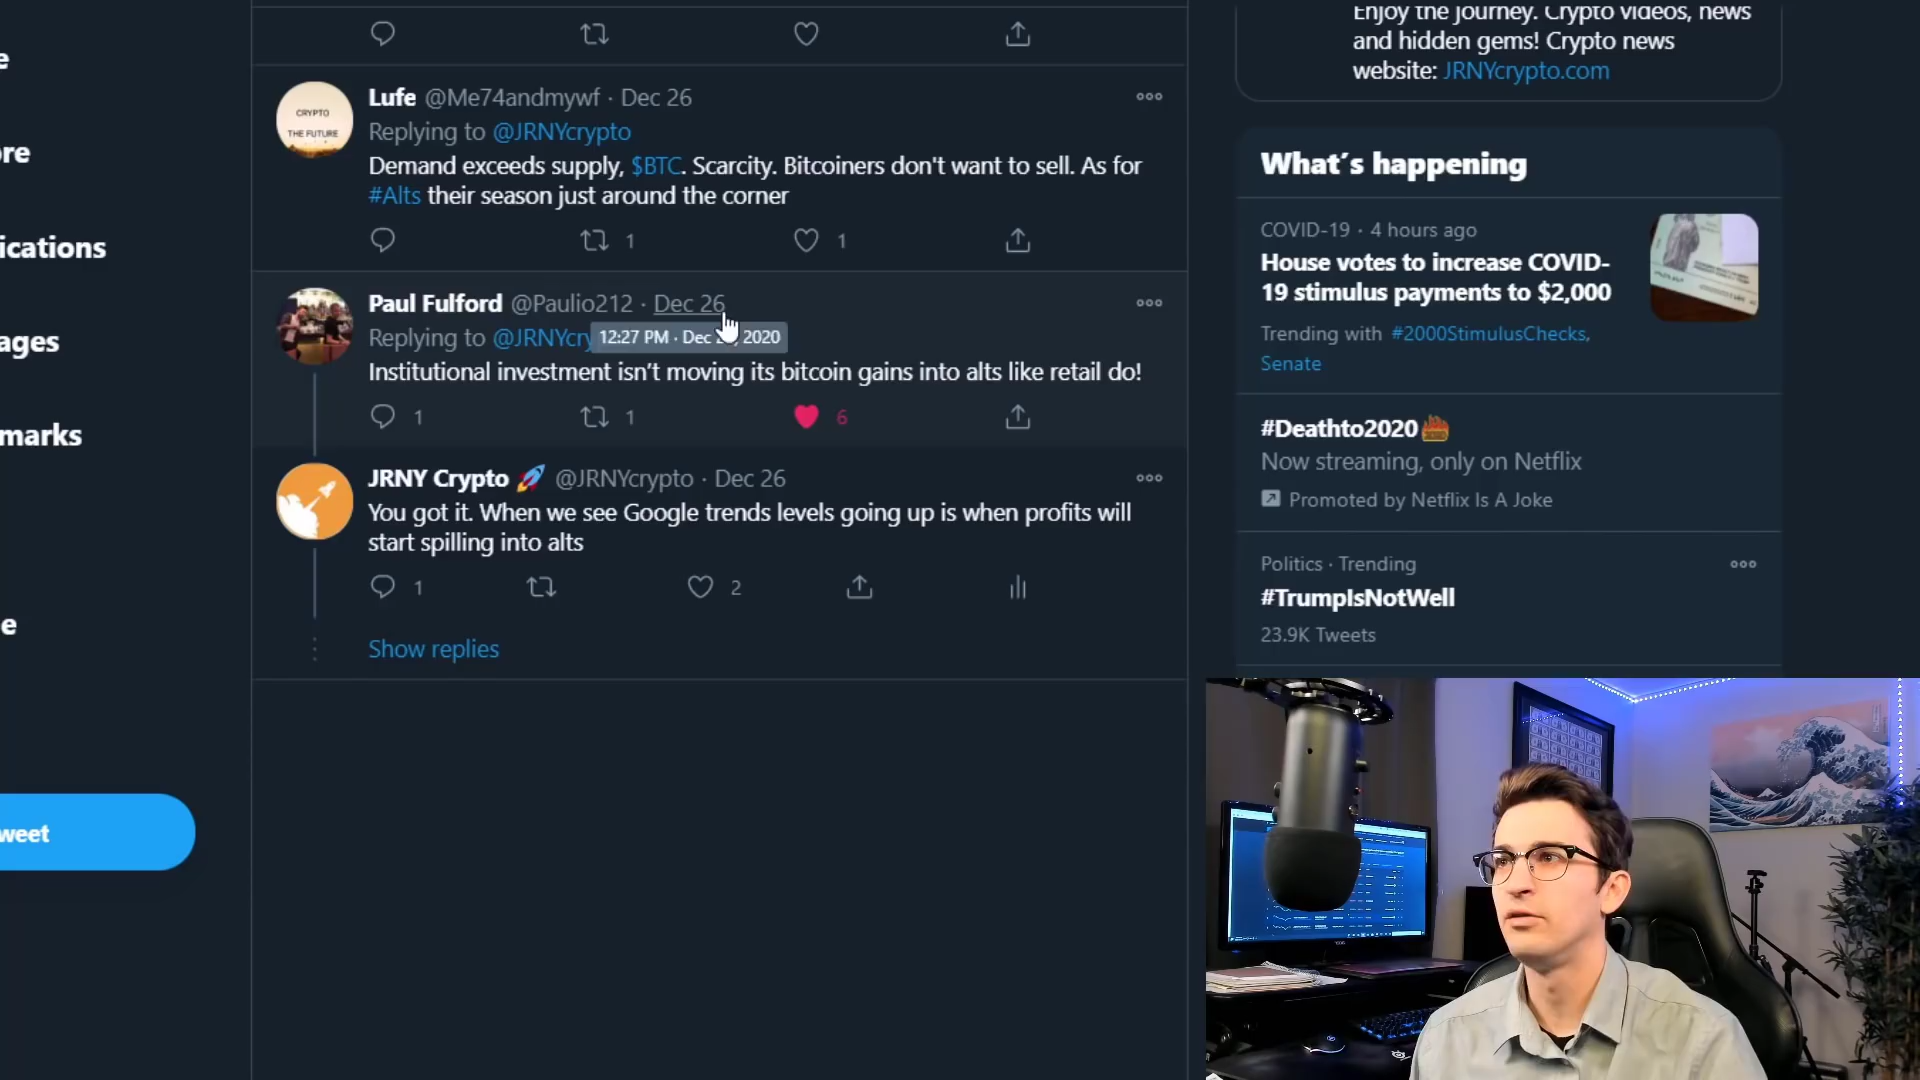 e
re
ications
ages
marks
e
weet
Lufe @Me74andmywf · Dec 26
Replying to @JRNYcrypto
Demand exceeds supply, $BTC. Scarcity. Bitcoiners don't want to sell. As for
#Alts their season just around the corner
1 1
CRYPTO
THE FUTURE
Paul Fulford @Paulio212 · Dec 26
Replying to @JRNYcry
12:27 PM · Dec 2 2020
Institutional investment isn't moving its bitcoin gains into alts like retail do!
1 1 6
JRNY Crypto @JRNYcrypto · Dec 26
You got it. When we see Google trends levels going up is when profits will
start spilling into alts
1 2
Show replies
Enjoy the journey. Crypto videos, news
and hidden gems! Crypto news
website: JRNYcrypto.com
What's happening
COVID-19 · 4 hours ago
House votes to increase COVID-
19 stimulus payments to $2,000
Trending with #2000StimulusChecks,
Senate
#Deathto2020
Now streaming, only on Netflix
Promoted by Netflix Is A Joke
Politics · Trending
#TrumpIsNotWell
23.9K Tweets